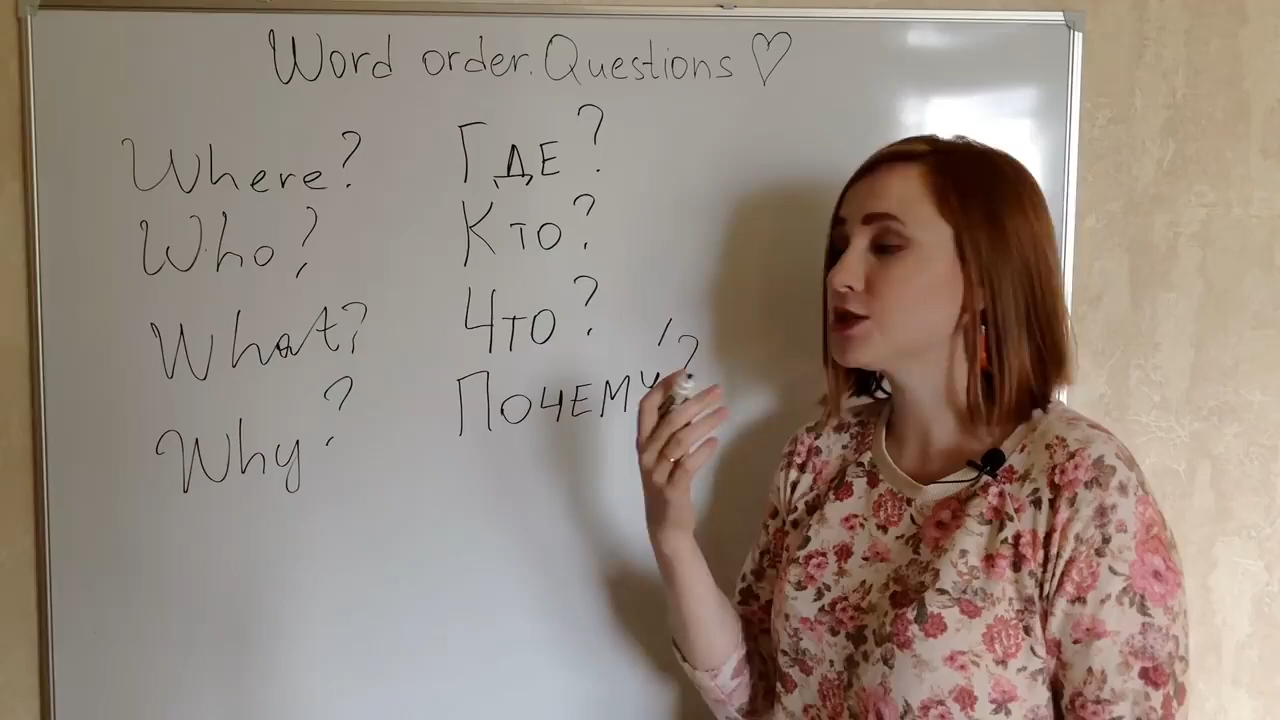 Word order. Questions ♡
Where? Где?
Who? Кто?
What? Что?
Why? Почему?